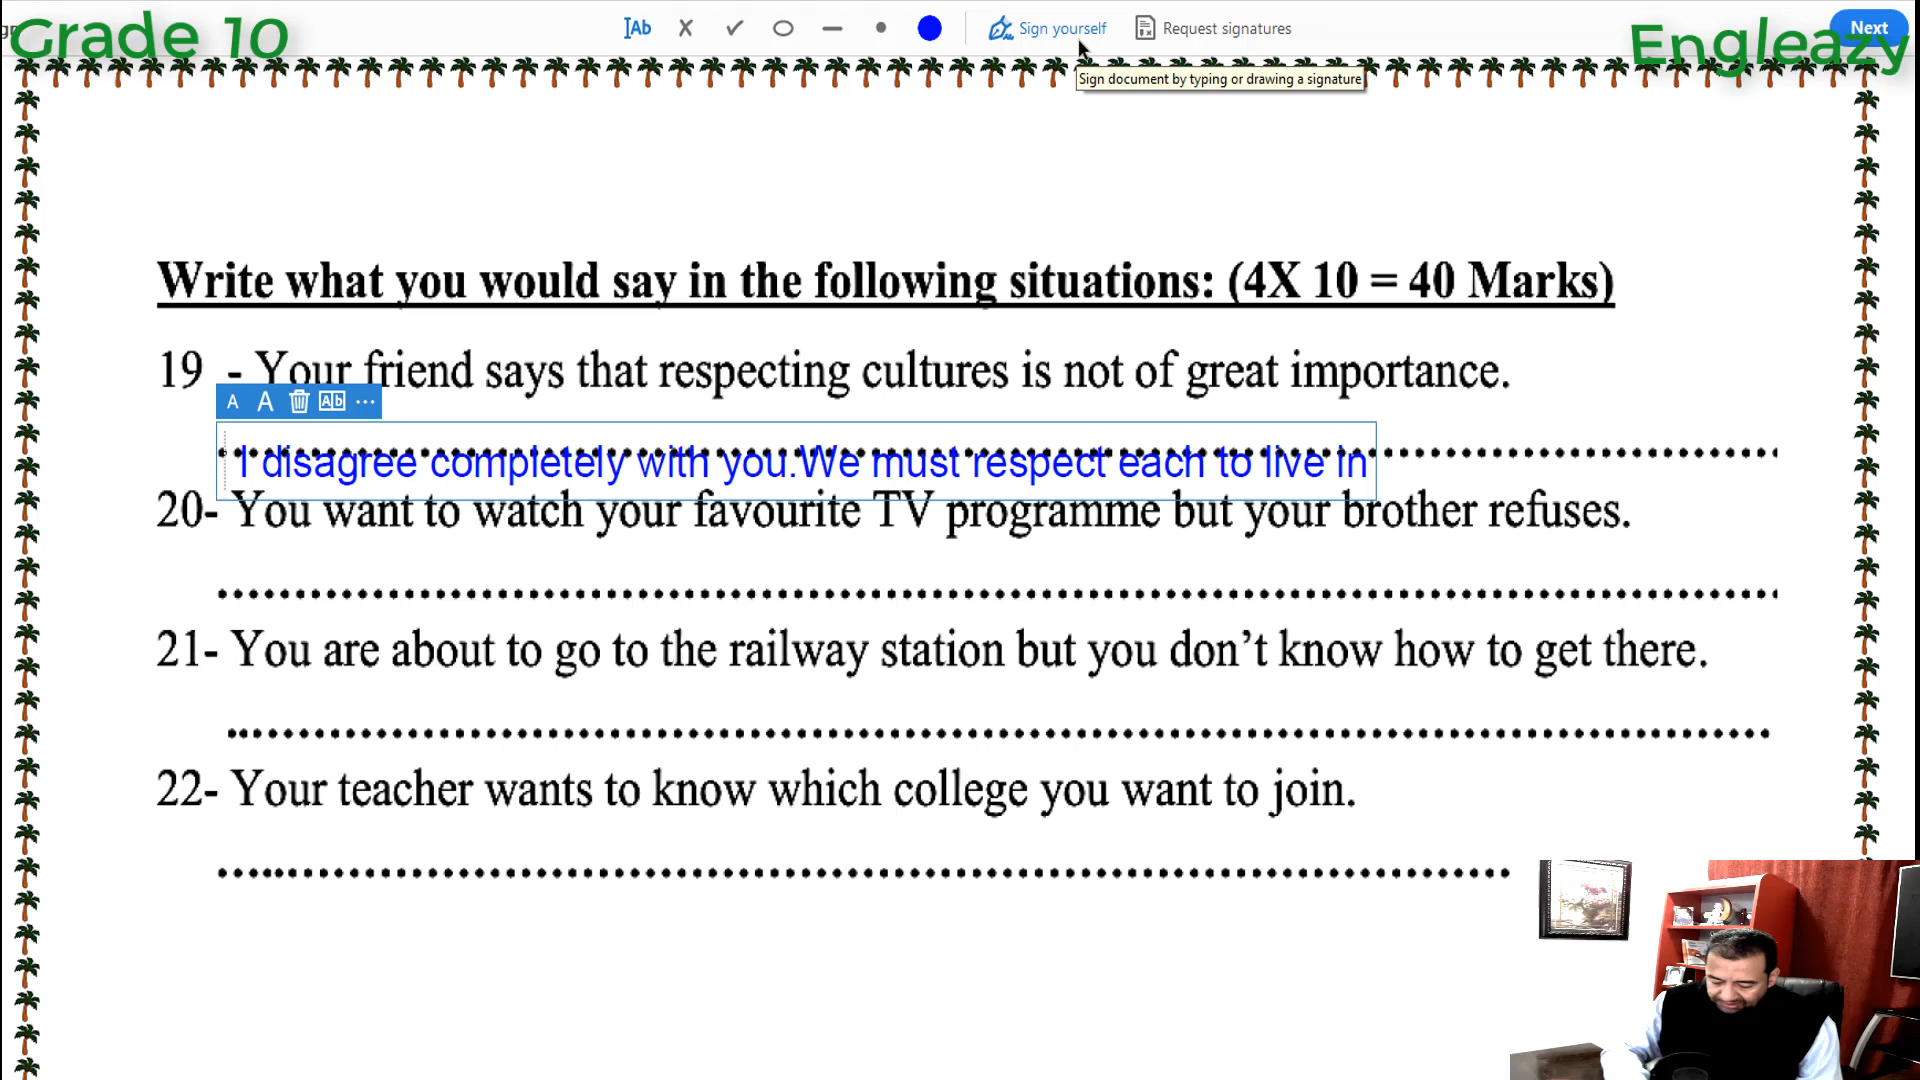 Grade 10
Ab
Sign yourself
Request signatures
Engleazy
Next
Sign document by typing or drawing a signature
Write what you would say in the following situations: (4X 10 = 40 Marks)
19 - Your friend says that respecting cultures is not of great importance.
A A Ab ...
I disagree completely with you.We must respect each to live in
20- You want to watch your favourite TV programme but your brother refuses.
21- You are about to go to the railway station but you don’t know how to get there.
22- Your teacher wants to know which college you want to join.